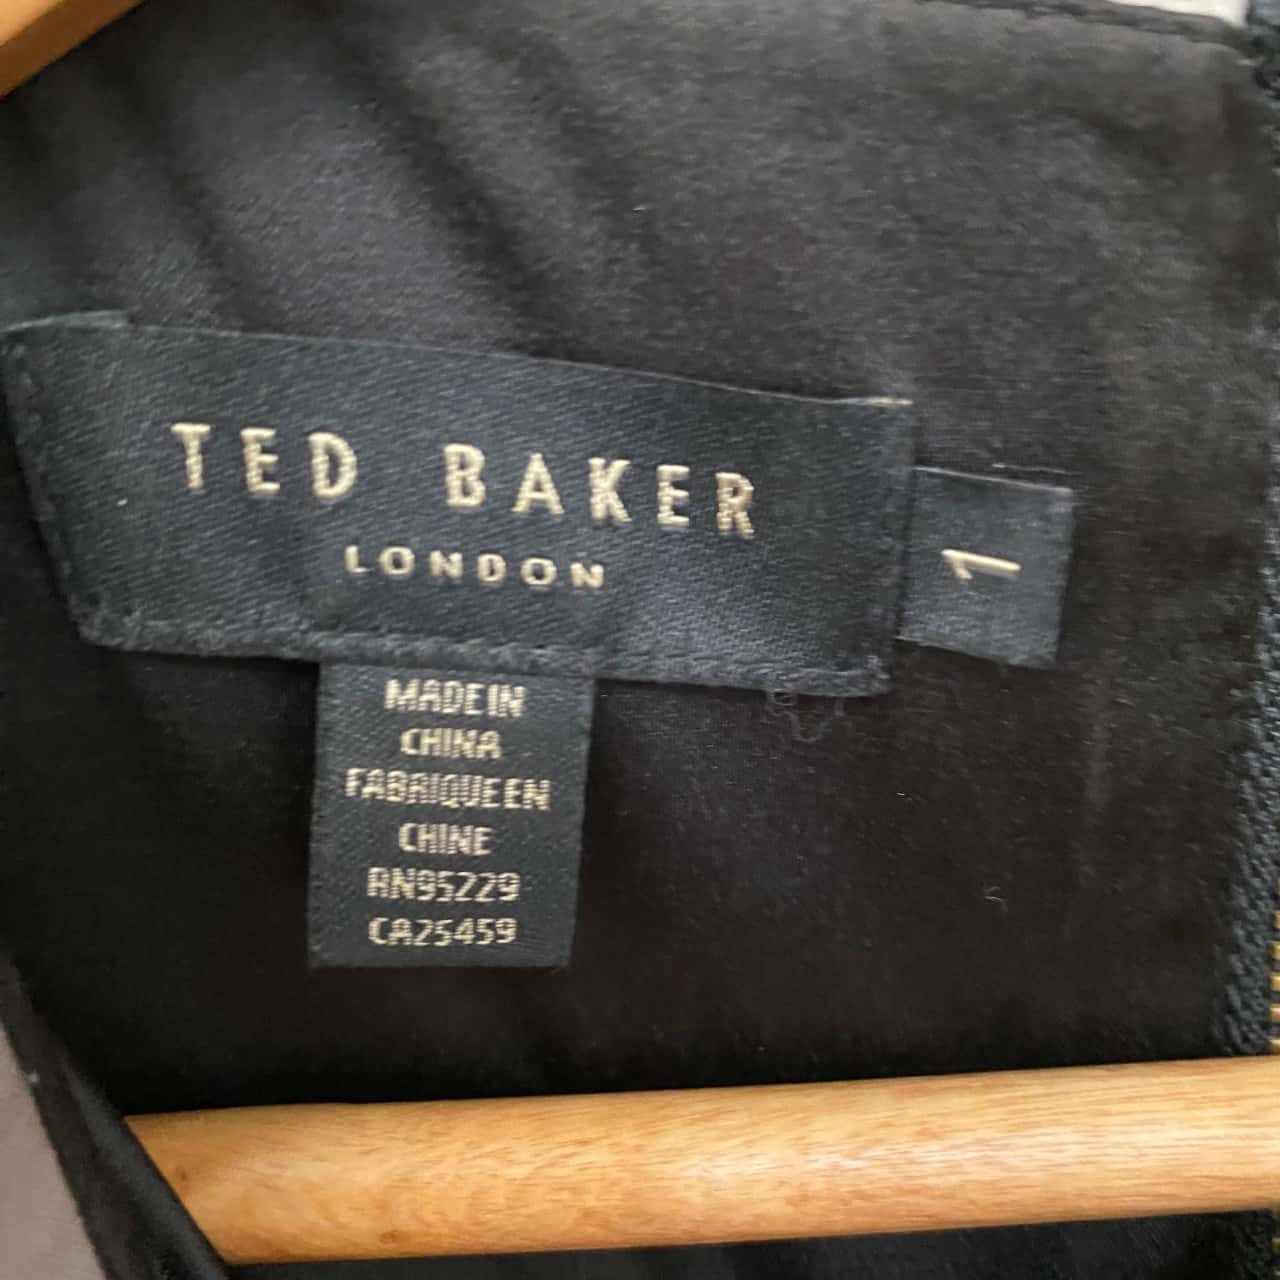 TED BAKER
LONDON
1
MADE IN
CHINA
FABRIQUE EN
CHINE
RN95229
CA25459